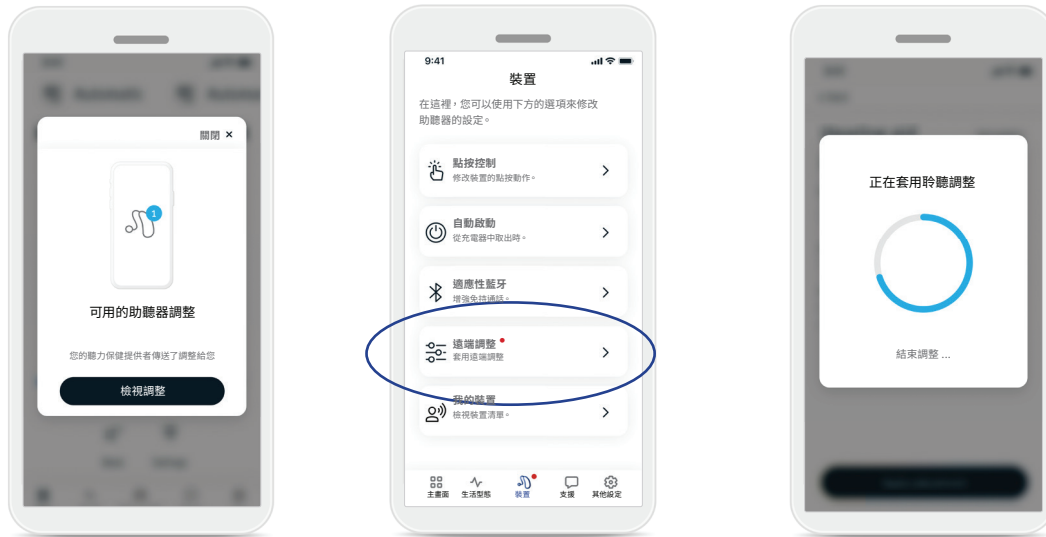 關閉 ×
1
可用的助聽器調整
您的聽力保健提供者傳送了調整給您
檢視調整
9:41
裝置
在這裡，您可以使用下方的選項來修改
助聽器的設定。
點按控制
修改裝置的點按動作。
自動啟動
從充電器中取出時。
適應性藍牙
增強免持通話。
遠端調整
套用遠端調整
我的裝置
檢視裝置清單。
主畫面 生活型態 裝置 支援 其他設定
正在套用聆聽調整
結束調整 ...